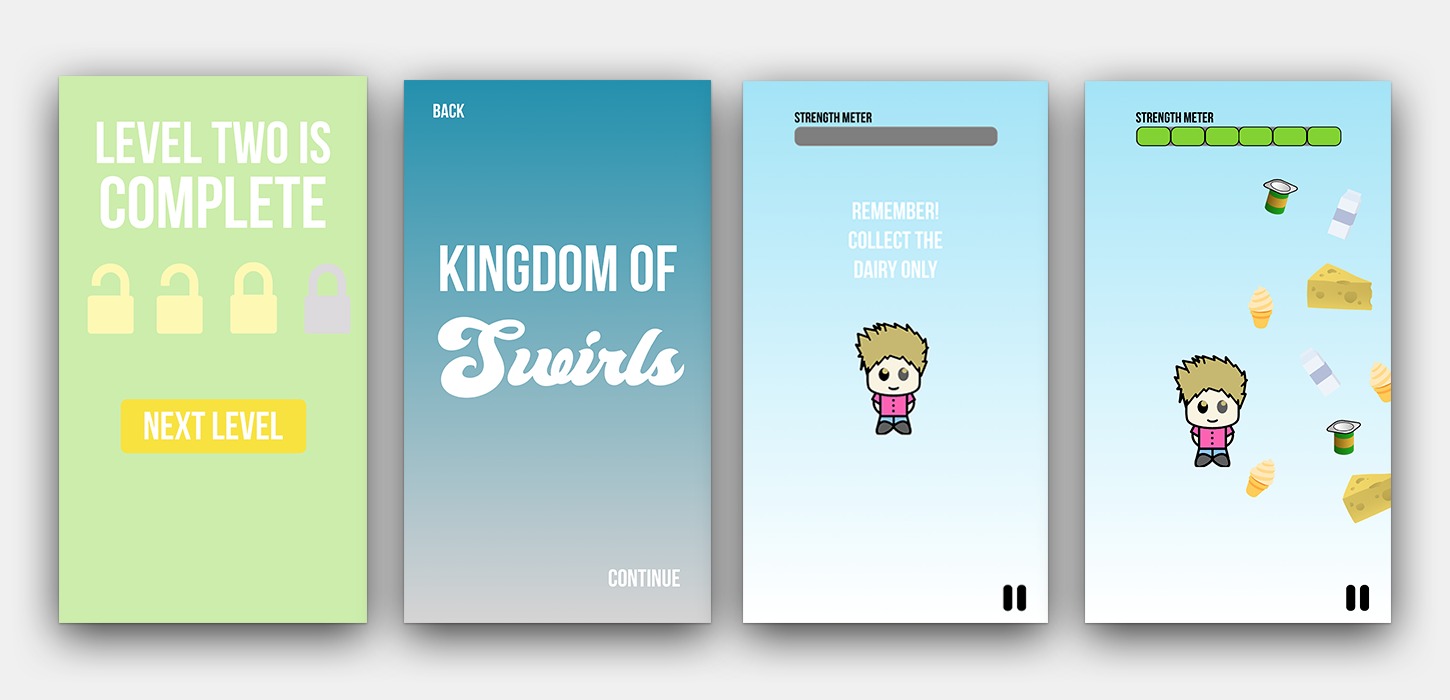 LEVEL TWO IS
COMPLETE
NEXT LEVEL
BACK
KINGDOM OF
Swirls
CONTINUE
STRENGTH METER
REMEMBER!
COLLECT THE
DAIRY ONLY
STRENGTH METER